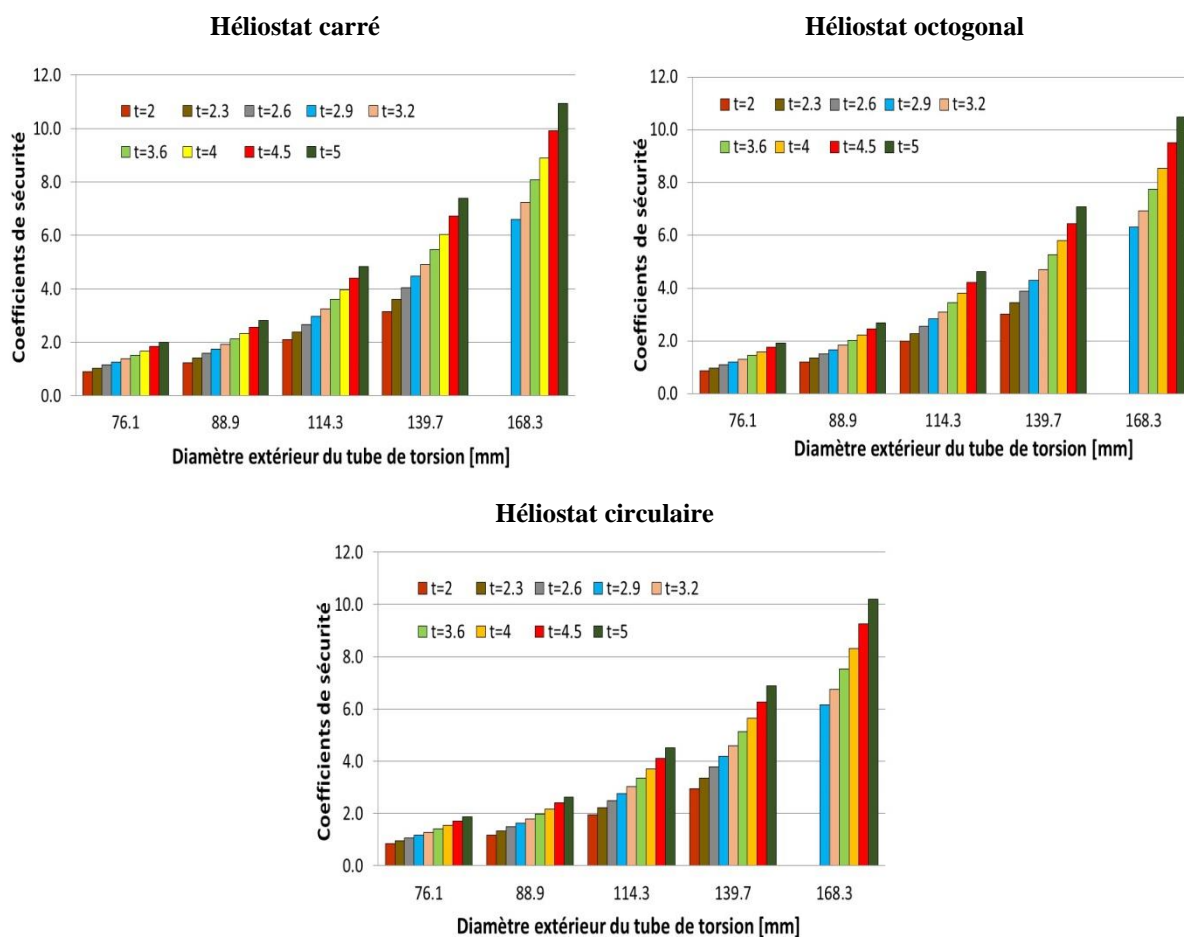 Héliostat carré
Coefficients de sécurité
12.0
10.0
8.0
6.0
4.0
2.0
0.0
t=2 t=2.3 t=2.6 t=2.9 t=3.2
t=3.6 t=4 t=4.5 t=5
76.1 88.9 114.3 139.7 168.3
Diamètre extérieur du tube de torsion [mm]
Héliostat octogonal
Coefficients de sécurité
12.0
10.0
8.0
6.0
4.0
2.0
0.0
t=2 t=2.3 t=2.6 t=2.9 t=3.2
t=3.6 t=4 t=4.5 t=5
76.1 88.9 114.3 139.7 168.3
Diamètre extérieur du tube de torsion [mm]
Héliostat circulaire
Coefficients de sécurité
12.0
10.0
8.0
6.0
4.0
2.0
0.0
t=2 t=2.3 t=2.6 t=2.9 t=3.2
t=3.6 t=4 t=4.5 t=5
76.1 88.9 114.3 139.7 168.3
Diamètre extérieur du tube de torsion [mm]